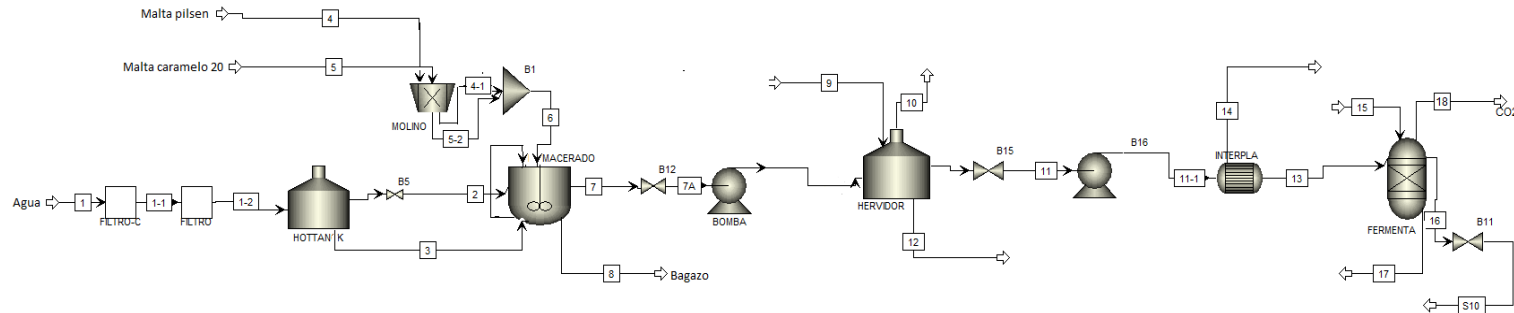 Malta pilsen
4
Malta caramelo 20
5
B1
4-1
MOLINO
5-2
6
MACERADO
Agua
1
FILTRO-C
1-1
FILTRO
1-2
HOTTAN K
B5
2
3
7
B12
7A
BOMBA
8
Bagazo
9
10
HERVIDOR
12
B15
11
B16
11-1
14
INTERPLA
13
15
18
CO2
FERMENTA
16
B11
17
S10